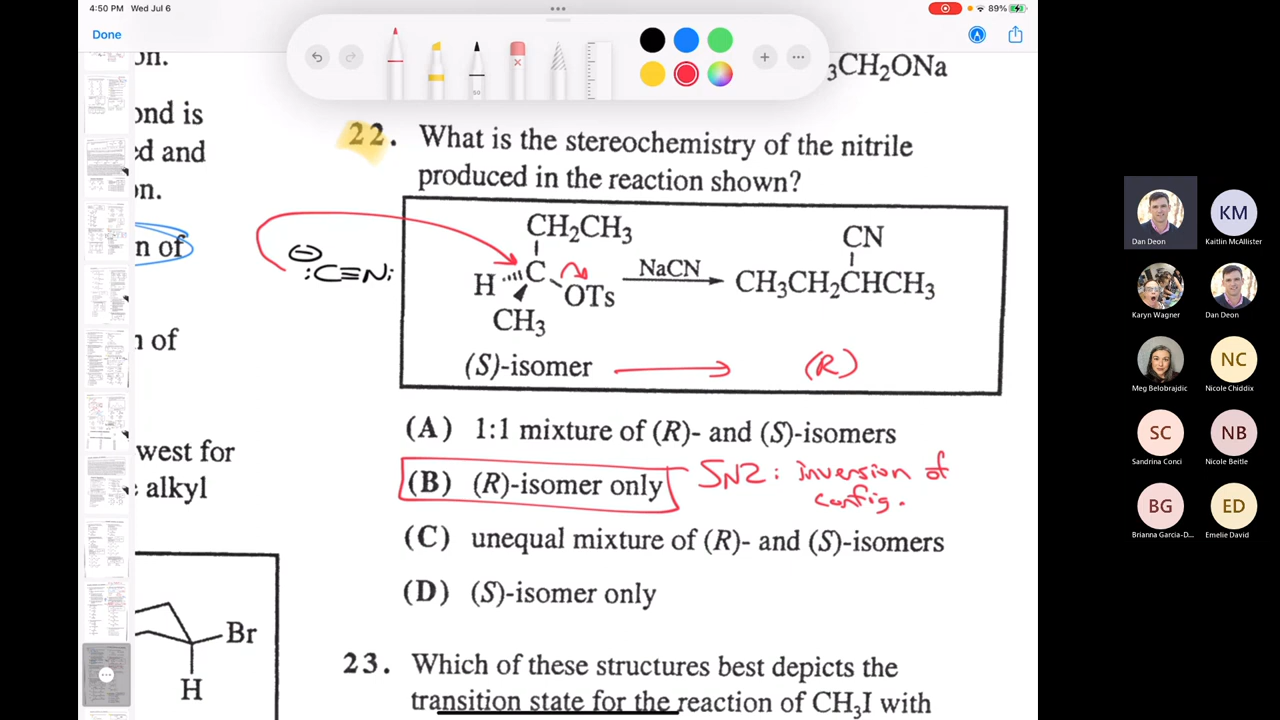 4:50 PM Wed Jul 6
89%
Done
on.
ond is
ed and
on.
n of
n of
west for
: alkyl
Br
H
3CH2ONa
22. What is the stereochemistry of the nitrile
produced in the reaction shown?
⊖
:C≡N:
CH2CH3
H C OTs
CH3
NaCN
CN
CH3CH2CHCH3
(S)-isomer (R)
(A) 1:1 mixture of (R)- and (S)-isomers
(B) (R)-isomer only
SN2: inversion of
config.
(C) unequal mixture of (R)- and (S)-isomers
(D) (S)-isomer only
23. Which of these structures best depicts the
transition state for the reaction of CH3I with
Dan Deon
KM
Kaitlin McAllister
Karyn Wagner
Dan Deon
Meg Belobrajdic
NC
Nicole Chiddix
SC
Sandrina Conci
NB
Nicole Beitle
BG
Brianna Garcia-D...
ED
Emelie David